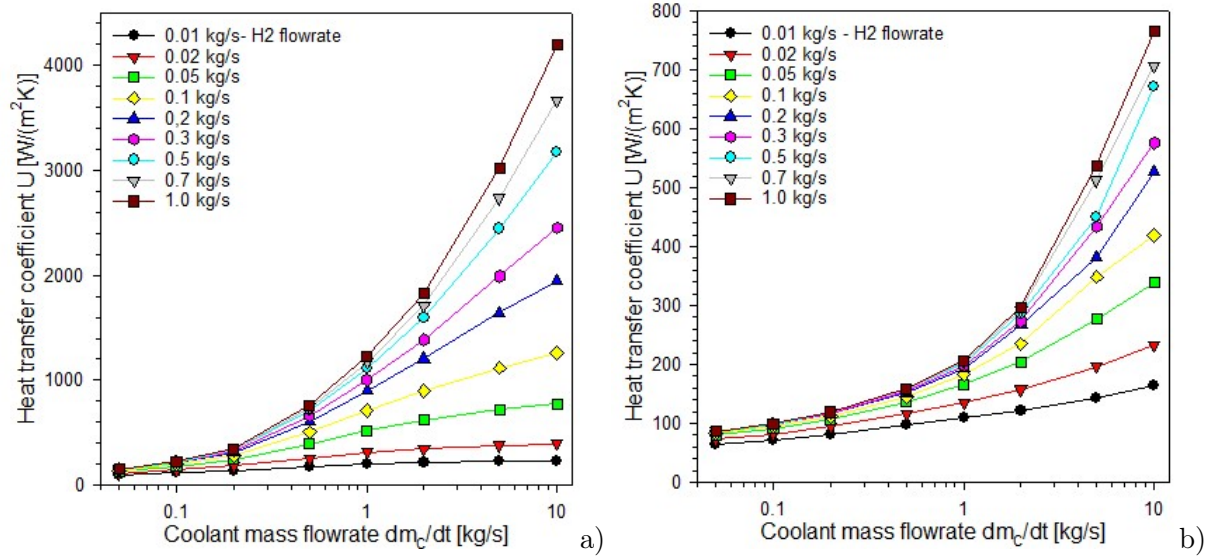 Heat transfer coefficient U [W/(m²K)]
4000
3000
2000
1000
0
0.01 kg/s- H2 flowrate
0.02 kg/s
0.05 kg/s
0.1 kg/s
0,2 kg/s
0.3 kg/s
0.5 kg/s
0.7 kg/s
1.0 kg/s
0.1
1
10
Coolant mass flowrate dm_C/dt [kg/s]
a)
Heat transfer coefficient U [W/(m²K)]
800
700
600
500
400
300
200
100
0
0.01 kg/s - H2 flowrate
0.02 kg/s
0.05 kg/s
0.1 kg/s
0.2 kg/s
0.3 kg/s
0.5 kg/s
0.7 kg/s
1.0 kg/s
0.1
1
10
Coolant mass flowrate dm_C/dt [kg/s]
b)